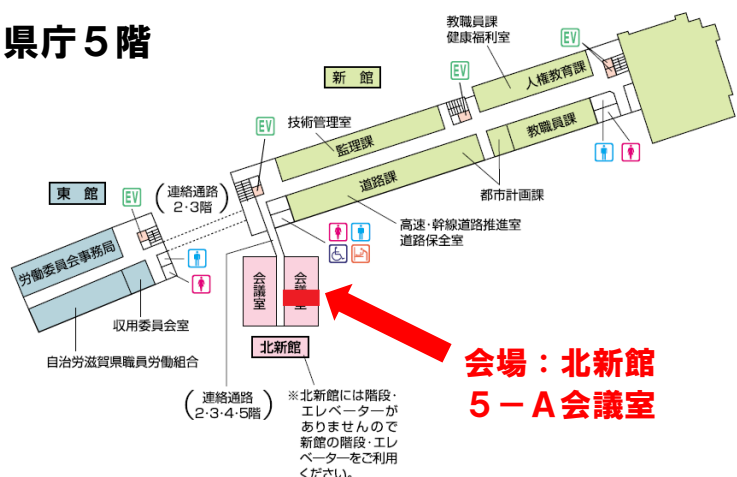 県庁５階
教職員課
健康福利室
EV
人権教育課
新 館
EV
EV
技術管理室
監理課
教職員課
道路課
都市計画課
東 館
EV
連絡通路
2・3階
高速・幹線道路推進室
道路保全室
労働委員会事務局
収用委員会室
自治労滋賀県職員労働組合
会議室
会議室
北新館
連絡通路
2・3・4・5階
※北新館には階段・
エレベーターが
ありませんので
新館の階段・エレ
ベーターをご利用
ください。
会場：北新館
５－Ａ会議室